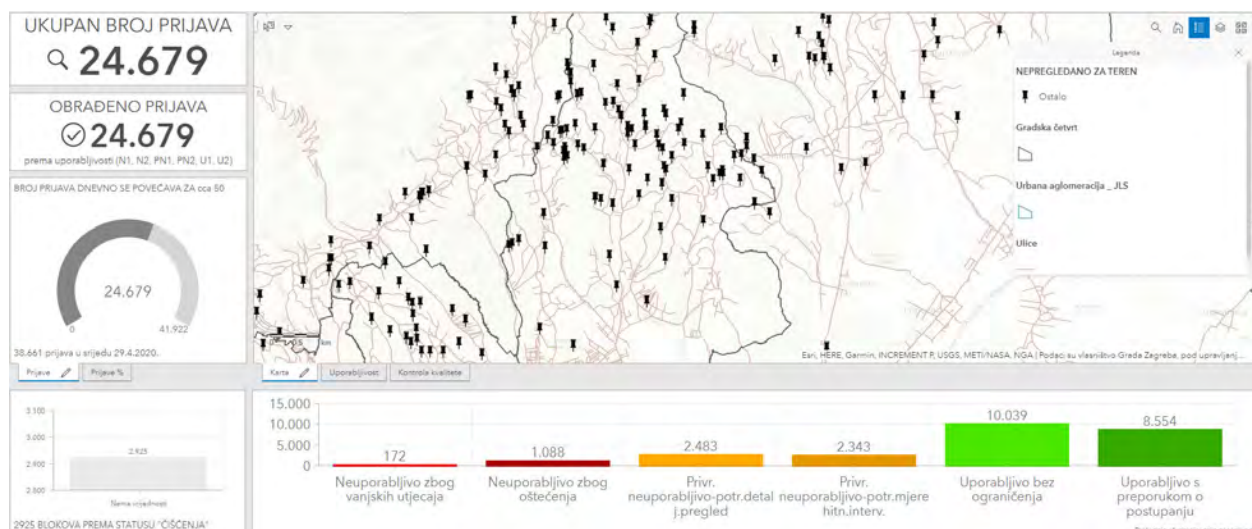 UKUPAN BROJ PRIJAVA
24.679
OBRAĐENO PRIJAVA
24.679
prema uporabljivosti (N1, N2, PN1, PN2, U1, U2)
BROJ PRIJAVA DNEVNO SE POVEĆAVA ZA cca 50
24.679
0
41.922
38.661 prijava u srijedu 29.4.2020.
Prijave
Prijave %
Legenda
NEPREGLEDANO ZA TEREN
Ostalo
Gradska četvrt
Urbana aglomeracija _ JLS
Ulice
0
0.5
km
Esri, HERE, Garmin, INCREMENT P, USGS, METI/NASA, NGA | Podaci su vlasništvo Grada Zagreba, pod upravljanj...
Karta
Uporabljivost
Kontrola kvalitete
3.100
3.000
2.900
2.800
2.925
Nema vrijednosti
2925 BLOKOVA PREMA STATUSU "ČIŠĆENJA"
15.000
10.000
5.000
0
172
1.088
2.483
2.343
10.039
8.554
Neuporabljivo zbog
vanjskih utjecaja
Neuporabljivo zbog
oštećenja
Privr.
neuporabljivo-potr.detal
j.pregled
Privr.
neuporabljivo-potr.mjere
hitn.interv.
Uporabljivo bez
ograničenja
Uporabljivo s
preporukom o
postupanju